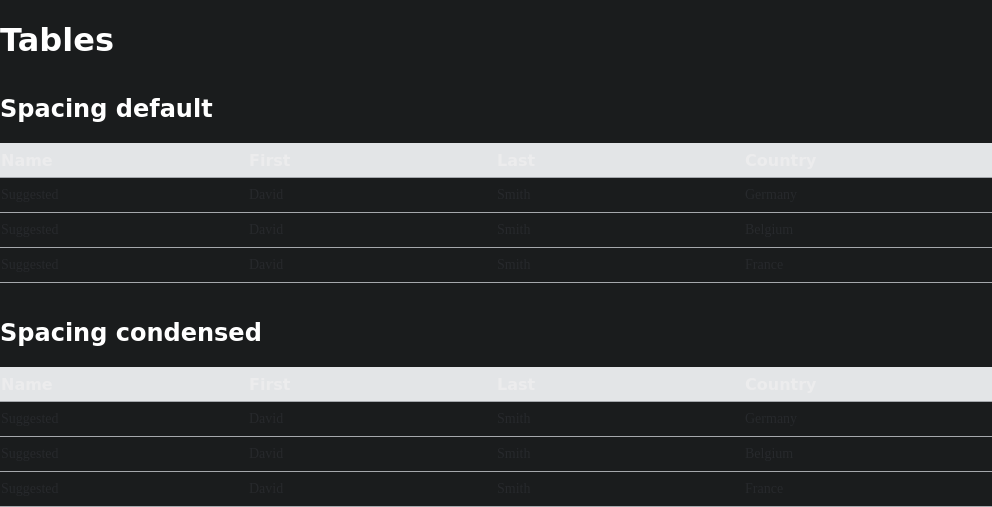 Tables
Spacing default
Name First Last Country
Suggested David Smith Germany
Suggested David Smith Belgium
Suggested David Smith France
Spacing condensed
Name First Last Country
Suggested David Smith Germany
Suggested David Smith Belgium
Suggested David Smith France